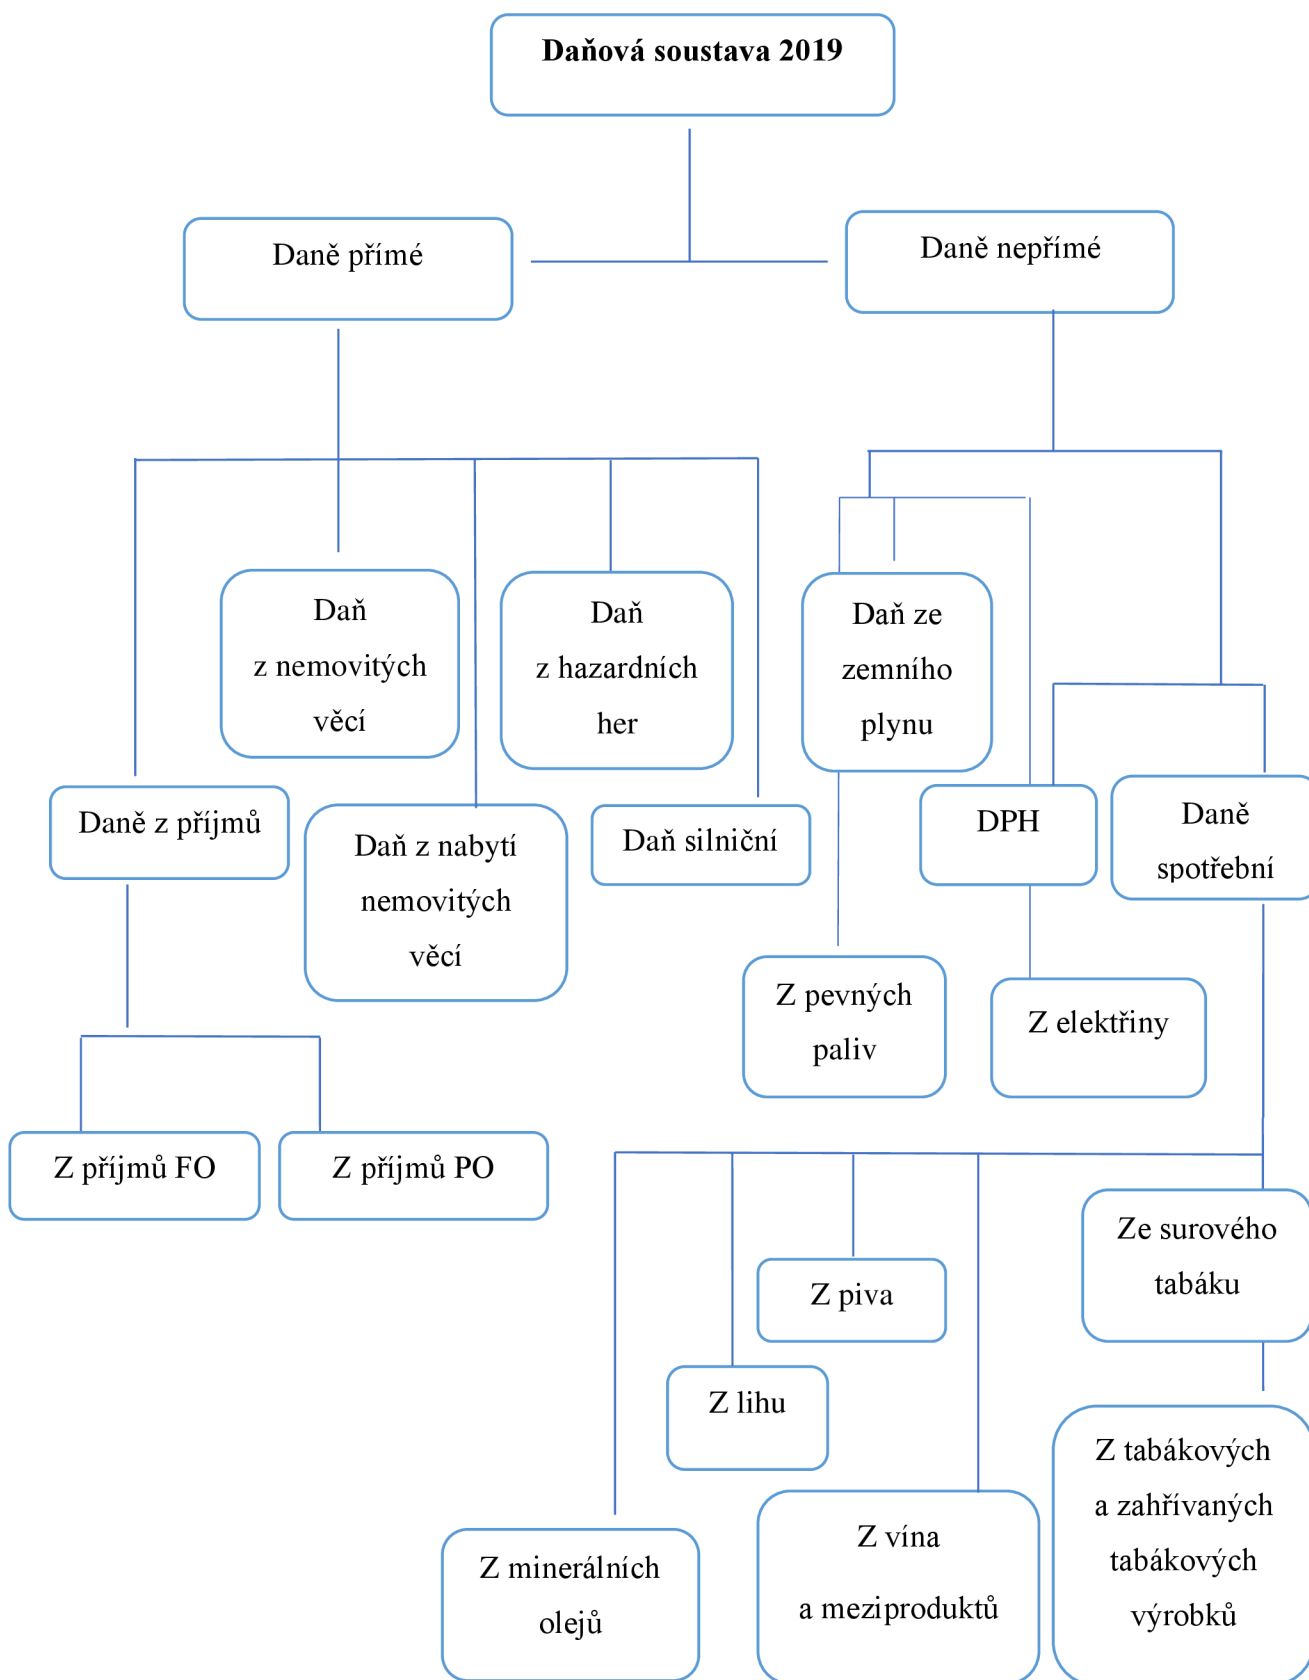 Daňová soustava 2019
Daně přímé
Daně nepřímé
Daň
z nemovitých
věcí
Daň
z hazardních
her
Daň ze
zemního
plynu
Daně z příjmů
Daň z nabytí
nemovitých
věcí
Daň silniční
DPH
Daně
spotřební
Z pevných
paliv
Z elektřiny
Z příjmů FO
Z příjmů PO
Ze surového
tabáku
Z piva
Z lihu
Z tabákových
a zahřívaných
tabákových
výrobků
Z vína
a meziproduktů
Z minerálních
olejů